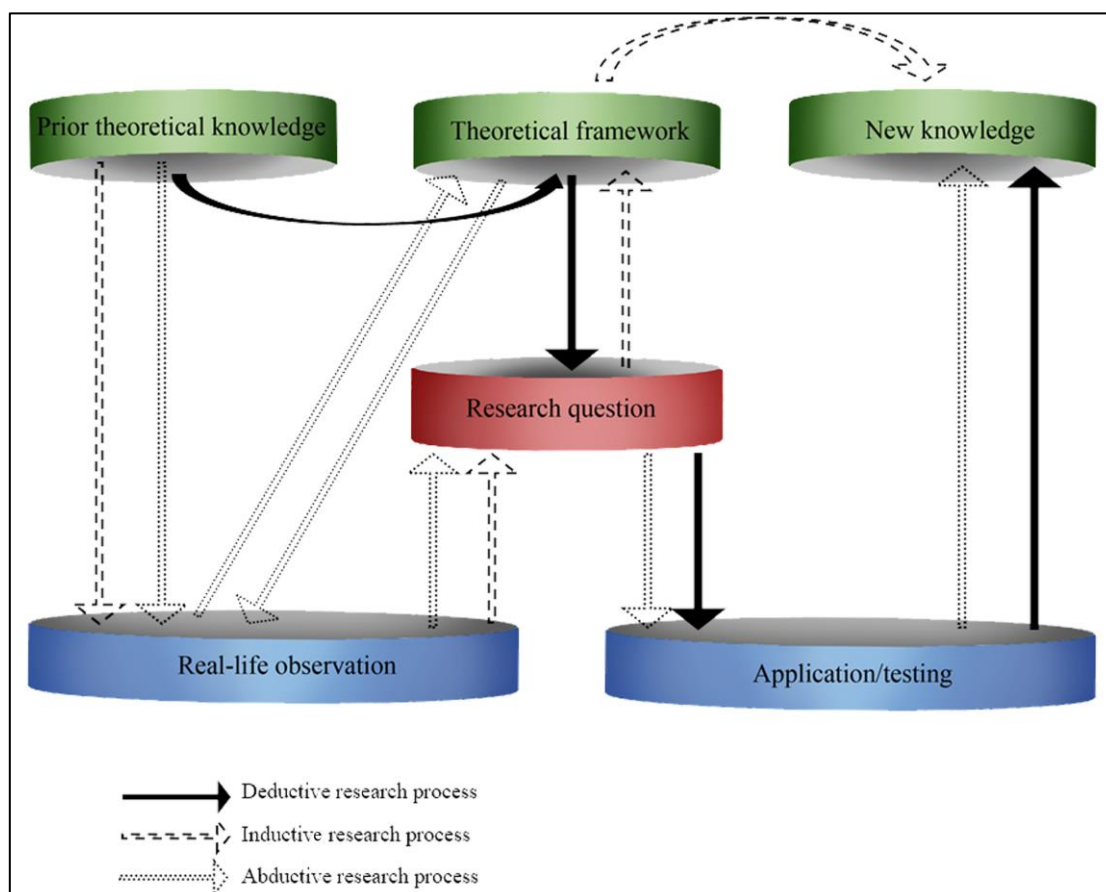 Prior theoretical knowledge
Theoretical framework
New knowledge
Research question
Real-life observation
Application/testing
Deductive research process
Inductive research process
Abductive research process